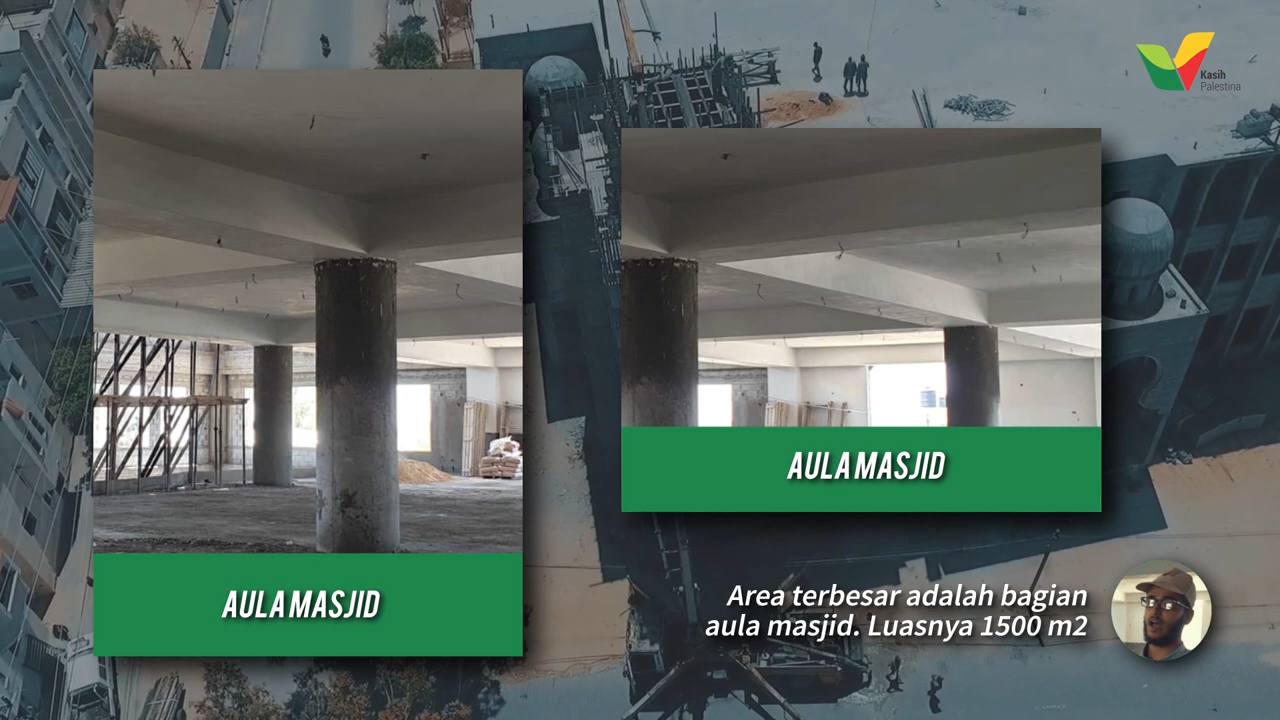 Kasih
Palestina
AULA MASJID
AULA MASJID
Area terbesar adalah bagian
aula masjid. Luasnya 1500 m2